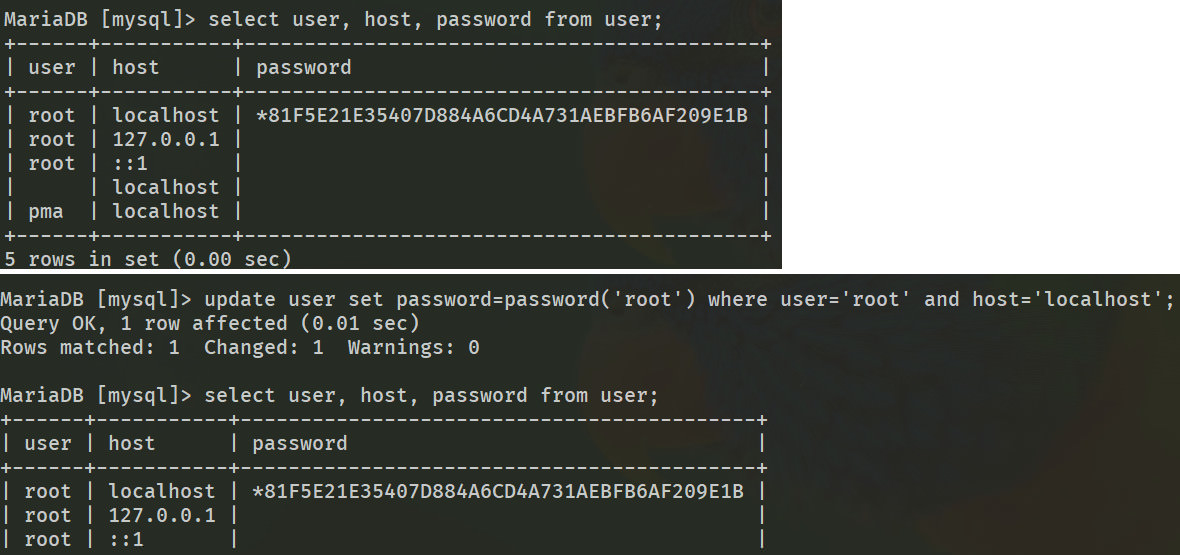 MariaDB [mysql]> select user, host, password from user;
+------+-----------+-------------------------------------------+
| user | host      | password                                  |
+------+-----------+-------------------------------------------+
| root | localhost | *81F5E21E35407D884A6CD4A731AEBFB6AF209E1B |
| root | 127.0.0.1 |                                           |
| root | ::1       |                                           |
|      | localhost |                                           |
| pma  | localhost |                                           |
+------+-----------+-------------------------------------------+
5 rows in set (0.00 sec)
MariaDB [mysql]> update user set password=password('root') where user='root' and host='localhost';
Query OK, 1 row affected (0.01 sec)
Rows matched: 1  Changed: 1  Warnings: 0
MariaDB [mysql]> select user, host, password from user;
+------+-----------+-------------------------------------------+
| user | host      | password                                  |
+------+-----------+-------------------------------------------+
| root | localhost | *81F5E21E35407D884A6CD4A731AEBFB6AF209E1B |
| root | 127.0.0.1 |                                           |
| root | ::1       |                                           |